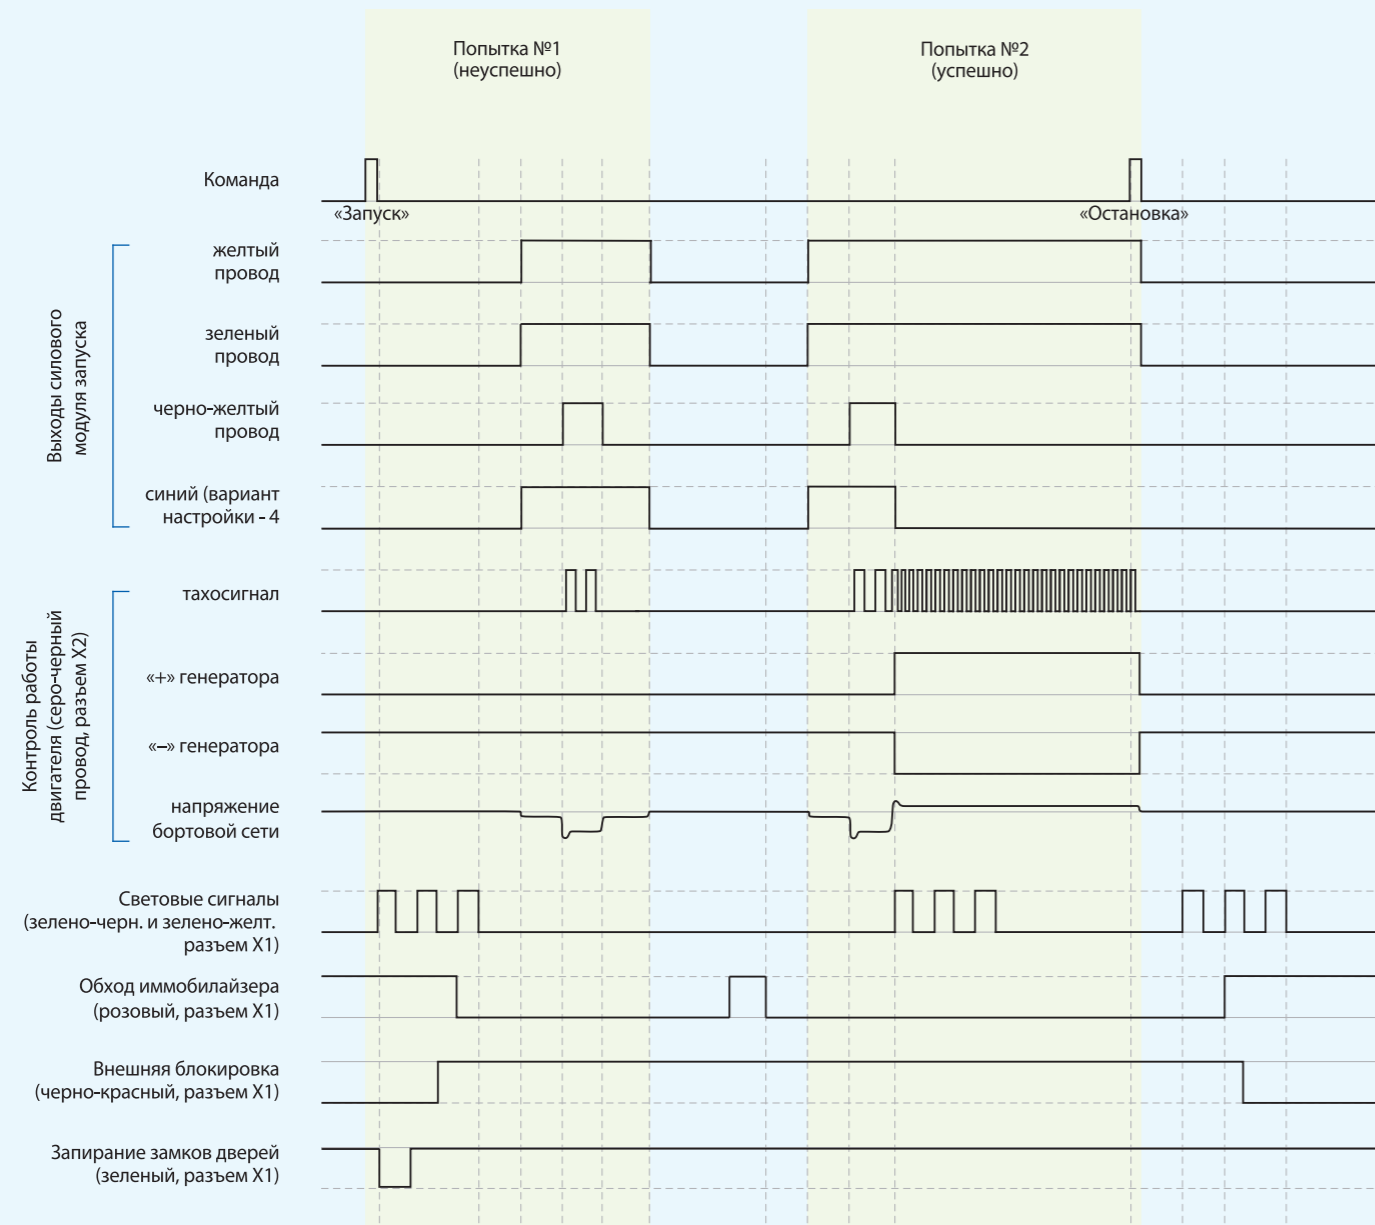 Попытка №1
(неуспешно)
Попытка №2
(успешно)
Команда
«Запуск»
«Остановка»
Выходы силового
модуля запуска
желтый
провод
зеленый
провод
черно-желтый
провод
синий (вариант
настройки - 4
Контроль работы
двигателя (серо-черный
провод, разъем X2)
тахосигнал
«+» генератора
«–» генератора
напряжение
бортовой сети
Световые сигналы
(зелено-черн. и зелено-желт.
разъем X1)
Обход иммобилайзера
(розовый, разъем X1)
Внешняя блокировка
(черно-красный, разъем X1)
Запирание замков дверей
(зеленый, разъем X1)